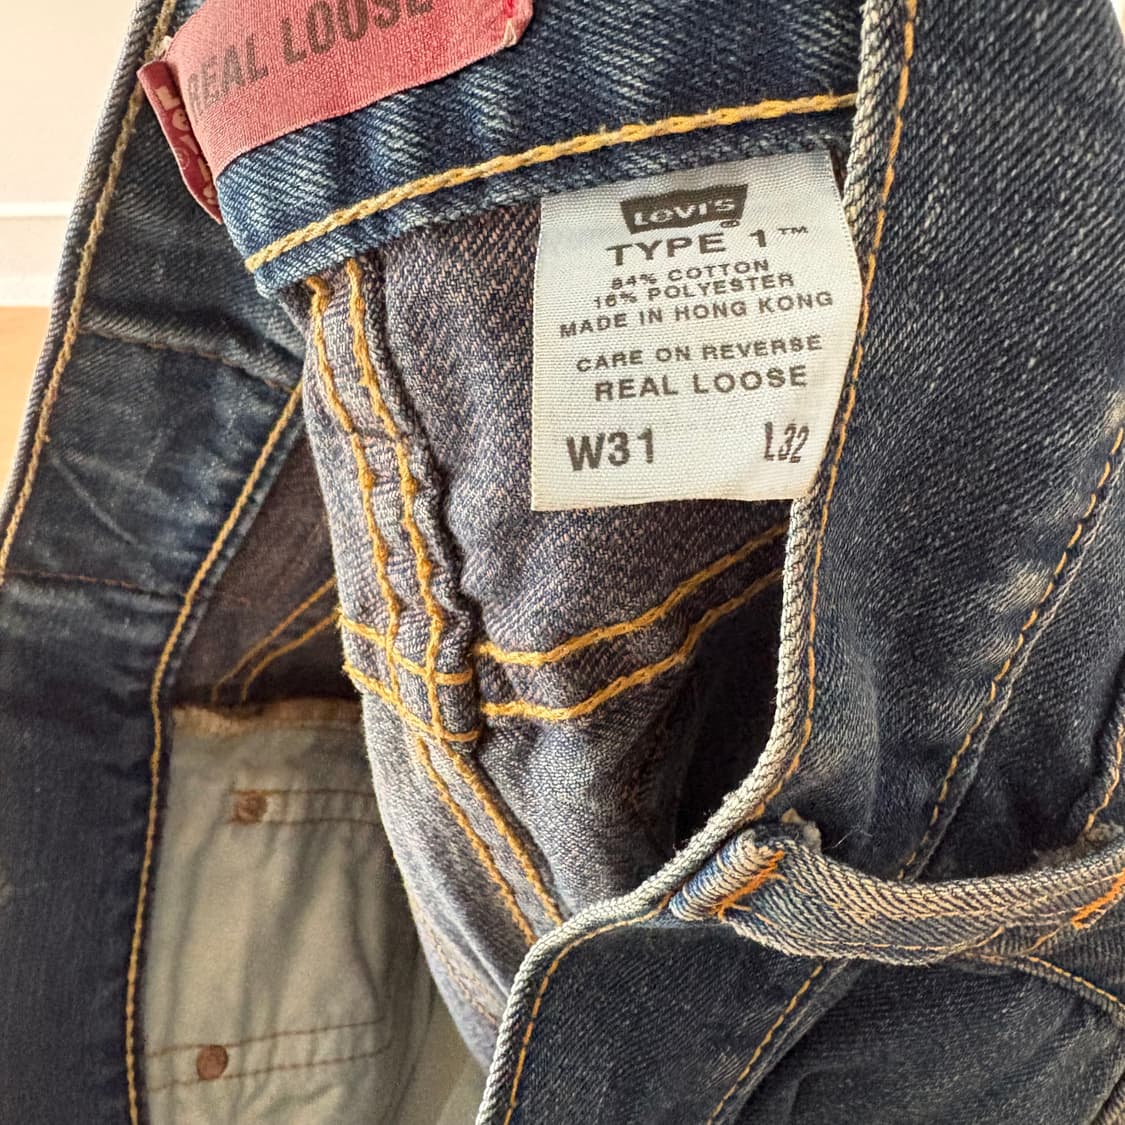 REAL LOOSE
LEVI'S
Levi's®
TYPE 1™
84% COTTON
16% POLYESTER
MADE IN HONG KONG
CARE ON REVERSE
REAL LOOSE
W31 L32